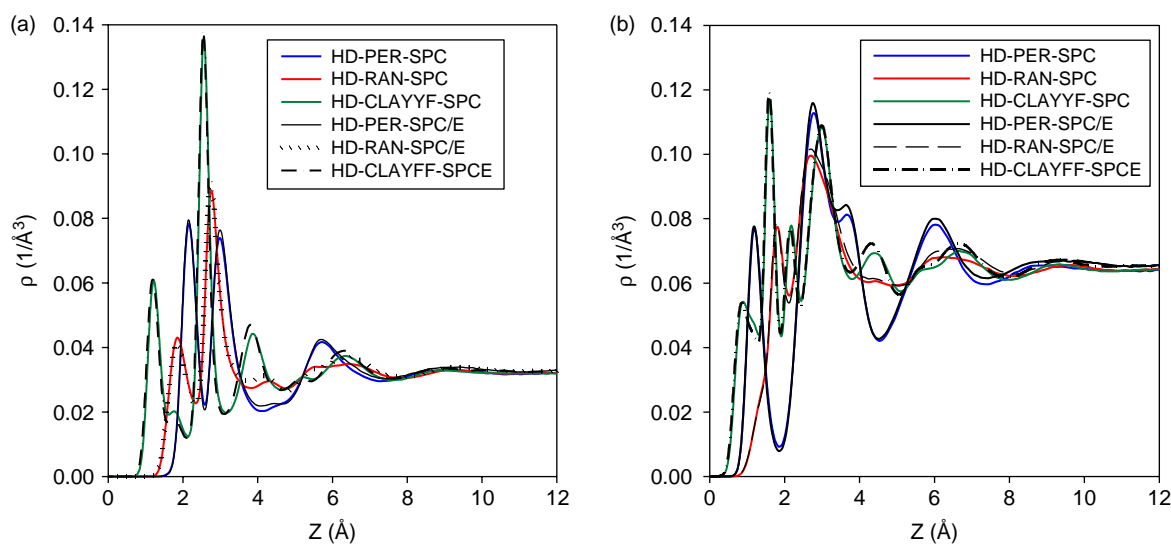 (a)
0.14
0.12
0.10
0.08
0.06
0.04
0.02
0.00
ρ (1/Å³)
HD-PER-SPC
HD-RAN-SPC
HD-CLAYYF-SPC
HD-PER-SPC/E
HD-RAN-SPC/E
HD-CLAYFF-SPCE
0 2 4 6 8 10 12
Z (Å)
(b)
0.14
0.12
0.10
0.08
0.06
0.04
0.02
0.00
ρ (1/Å³)
HD-PER-SPC
HD-RAN-SPC
HD-CLAYYF-SPC
HD-PER-SPC/E
HD-RAN-SPC/E
HD-CLAYFF-SPCE
0 2 4 6 8 10 12
Z (Å)